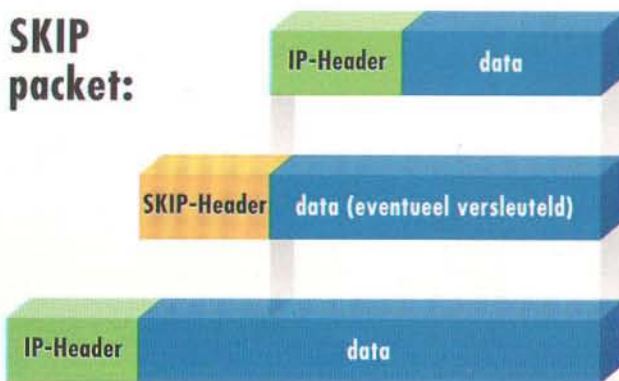 SKIP
packet:
IP-Header data
SKIP-Header data (eventueel versleuteld)
IP-Header data